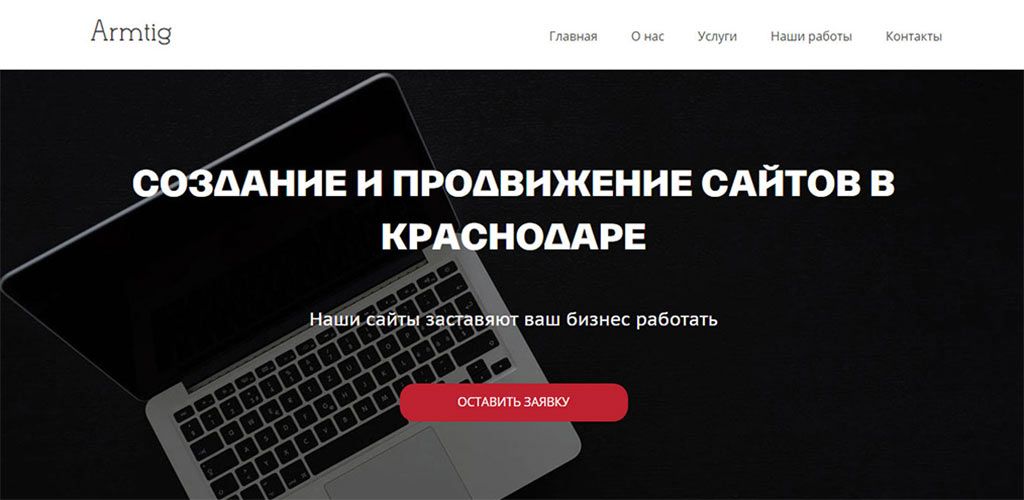 Armtig
Главная О нас Услуги Наши работы Контакты
СОЗДАНИЕ И ПРОДВИЖЕНИЕ САЙТОВ В
КРАСНОДАРЕ
Наши сайты заставяют ваш бизнес работать
ОСТАВИТЬ ЗАЯВКУ